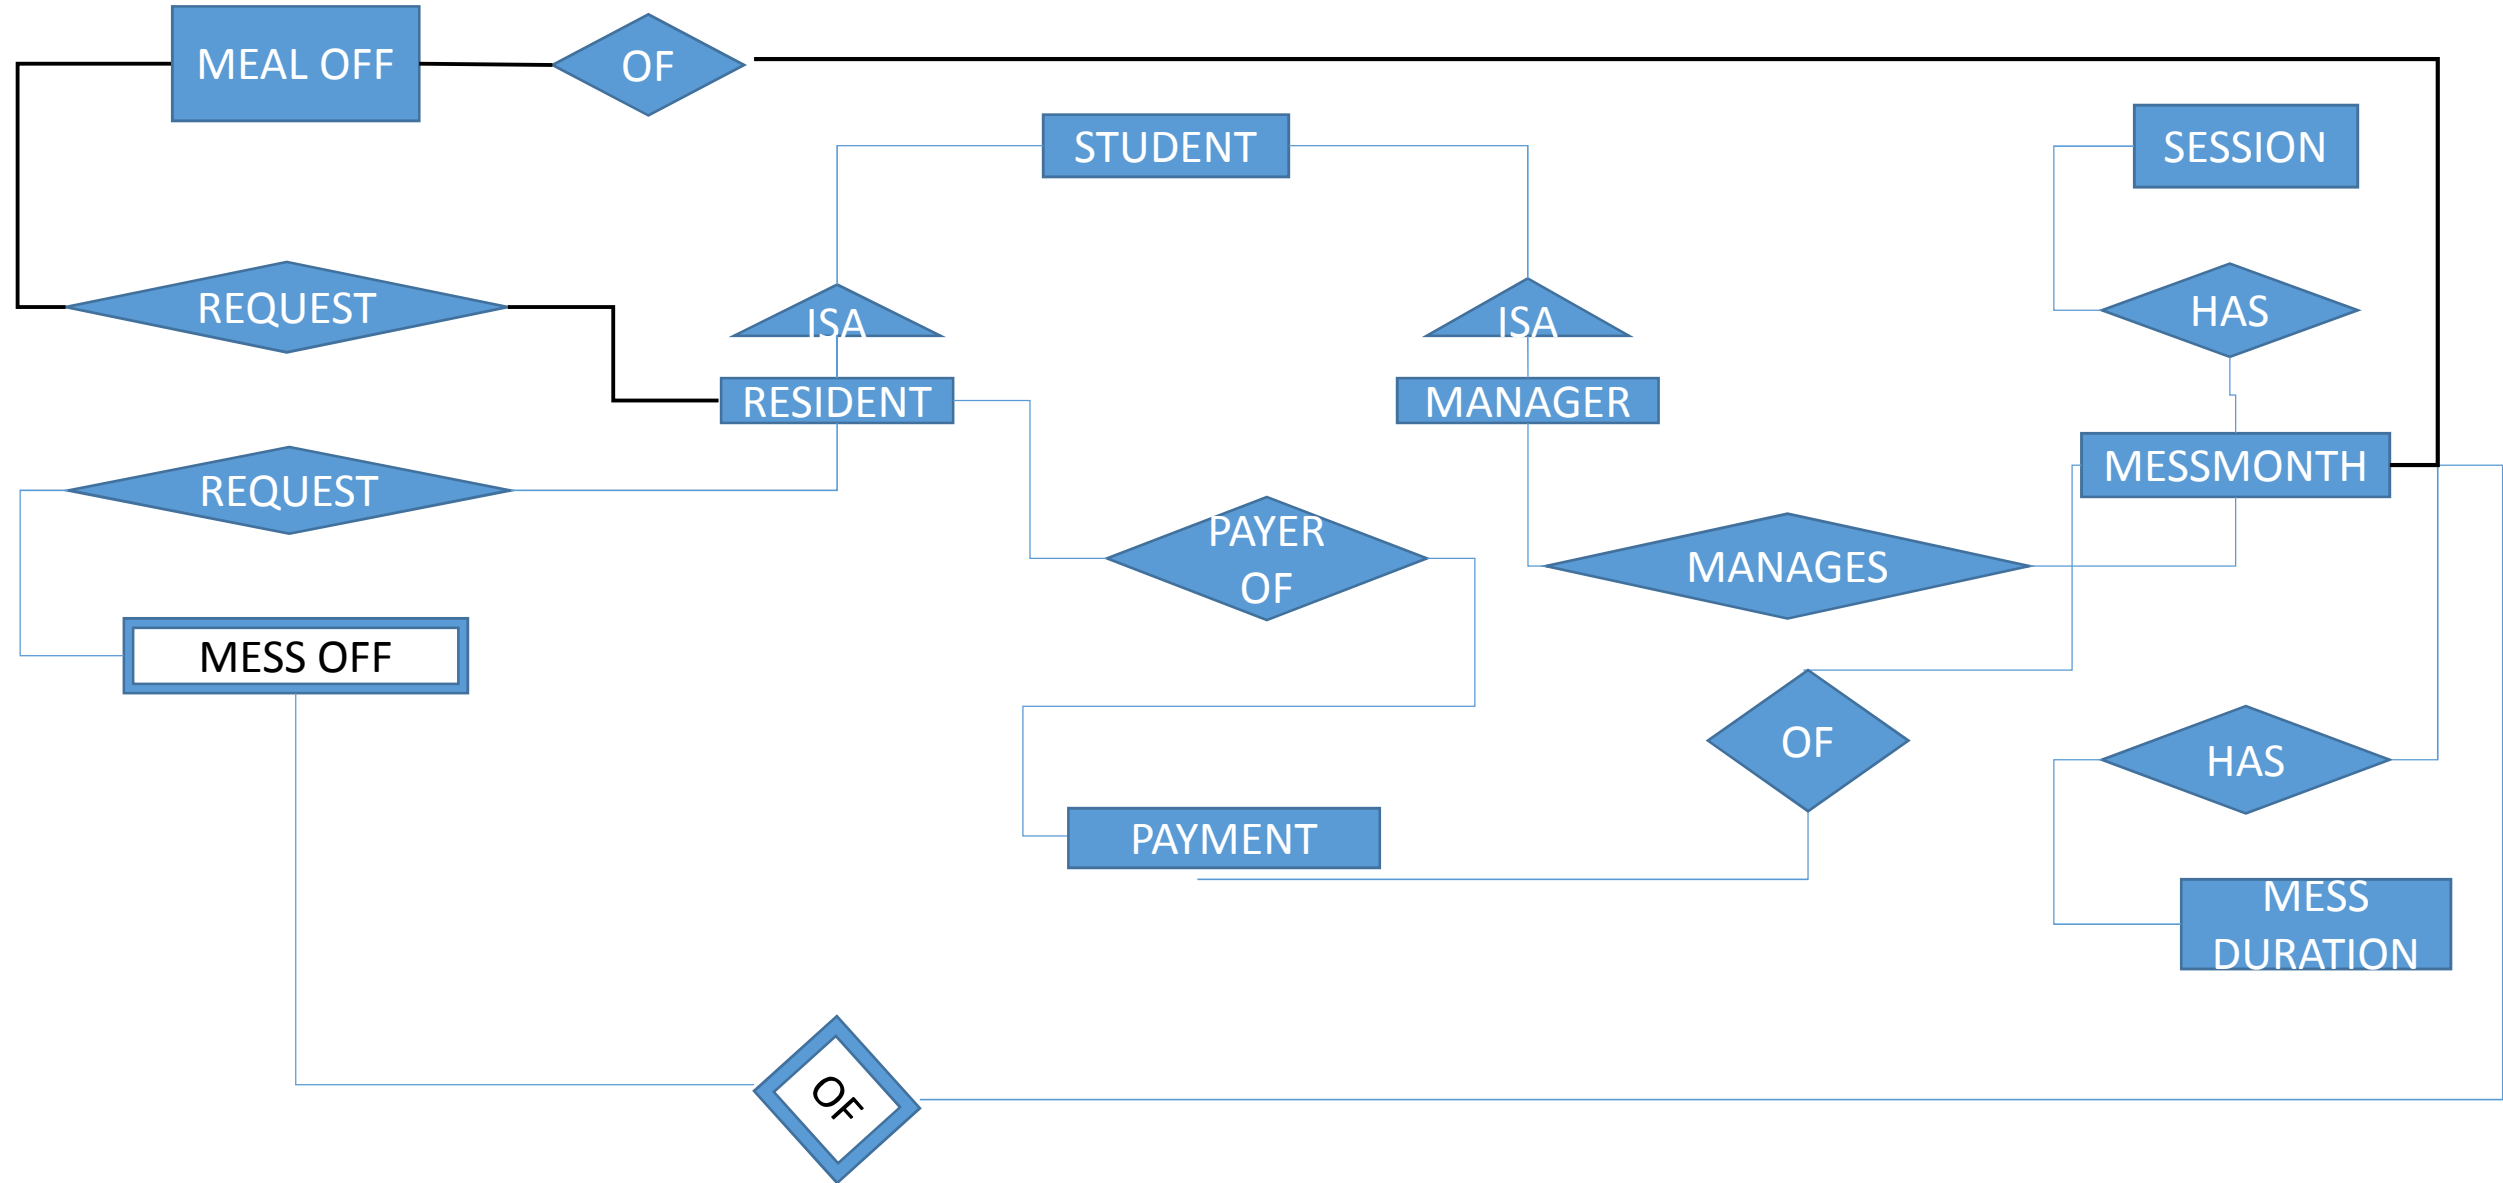 MEAL OFF
OF
STUDENT
SESSION
REQUEST
ISA
ISA
HAS
RESIDENT
MANAGER
MESSMONTH
REQUEST
PAYER
OF
MANAGES
MESS OFF
OF
HAS
PAYMENT
MESS
DURATION
OF